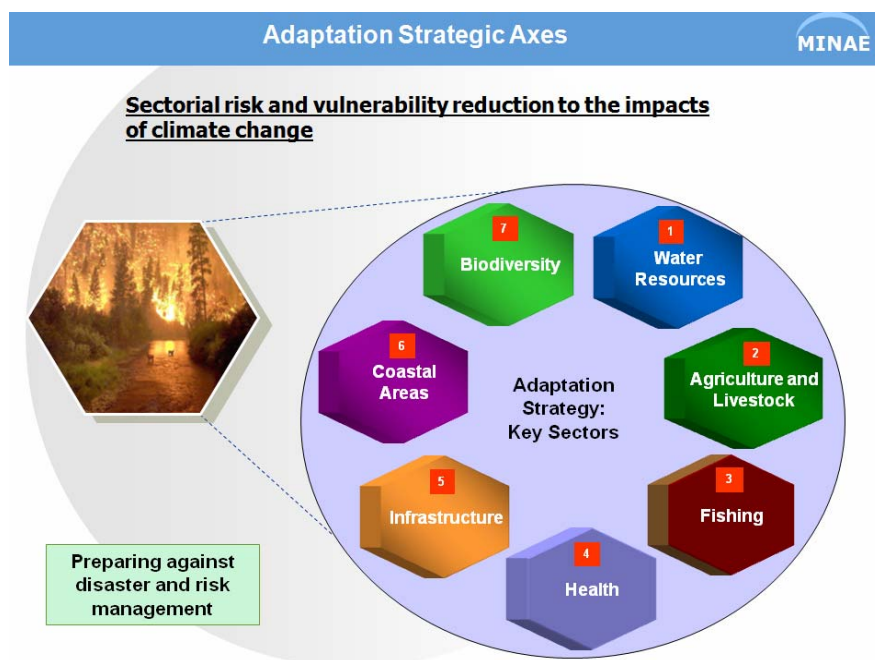 Adaptation Strategic Axes
MINAE
Sectorial risk and vulnerability reduction to the impacts
of climate change
7
Biodiversity
1
Water
Resources
6
Coastal
Areas
2
Agriculture and
Livestock
Adaptation
Strategy:
Key Sectors
5
Infrastructure
3
Fishing
4
Health
Preparing against
disaster and risk
management